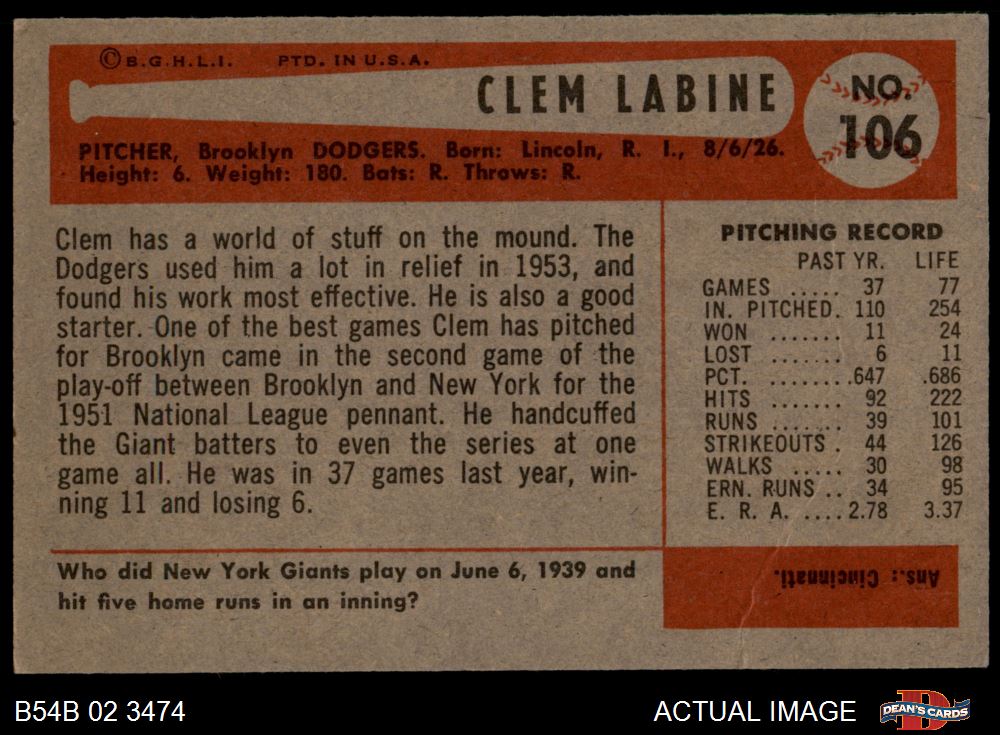 ©B.G.H.L.I. PTD. IN U.S.A.
CLEM LABINE
NO.
106
PITCHER, Brooklyn DODGERS. Born: Lincoln, R. I., 8/6/26.
Height: 6. Weight: 180. Bats: R. Throws: R.
Clem has a world of stuff on the mound. The
Dodgers used him a lot in relief in 1953, and
found his work most effective. He is also a good
starter. One of the best games Clem has pitched
for Brooklyn came in the second game of the
play-off between Brooklyn and New York for the
1951 National League pennant. He handcuffed
the Giant batters to even the series at one
game all. He was in 37 games last year, win-
ning 11 and losing 6.
PITCHING RECORD
PAST YR. LIFE
GAMES ..... 37 77
IN. PITCHED. 110 254
WON ....... 11 24
LOST ....... 6 11
PCT. ........ .647 .686
HITS ....... 92 222
RUNS ...... 39 101
STRIKEOUTS . 44 126
WALKS ..... 30 98
ERN. RUNS .. 34 95
E. R. A. .... 2.78 3.37
Who did New York Giants play on June 6, 1939 and
hit five home runs in an inning?
Ans.: Cincinnati.
B54B 02 3474
ACTUAL IMAGE
DEAN'S CARDS